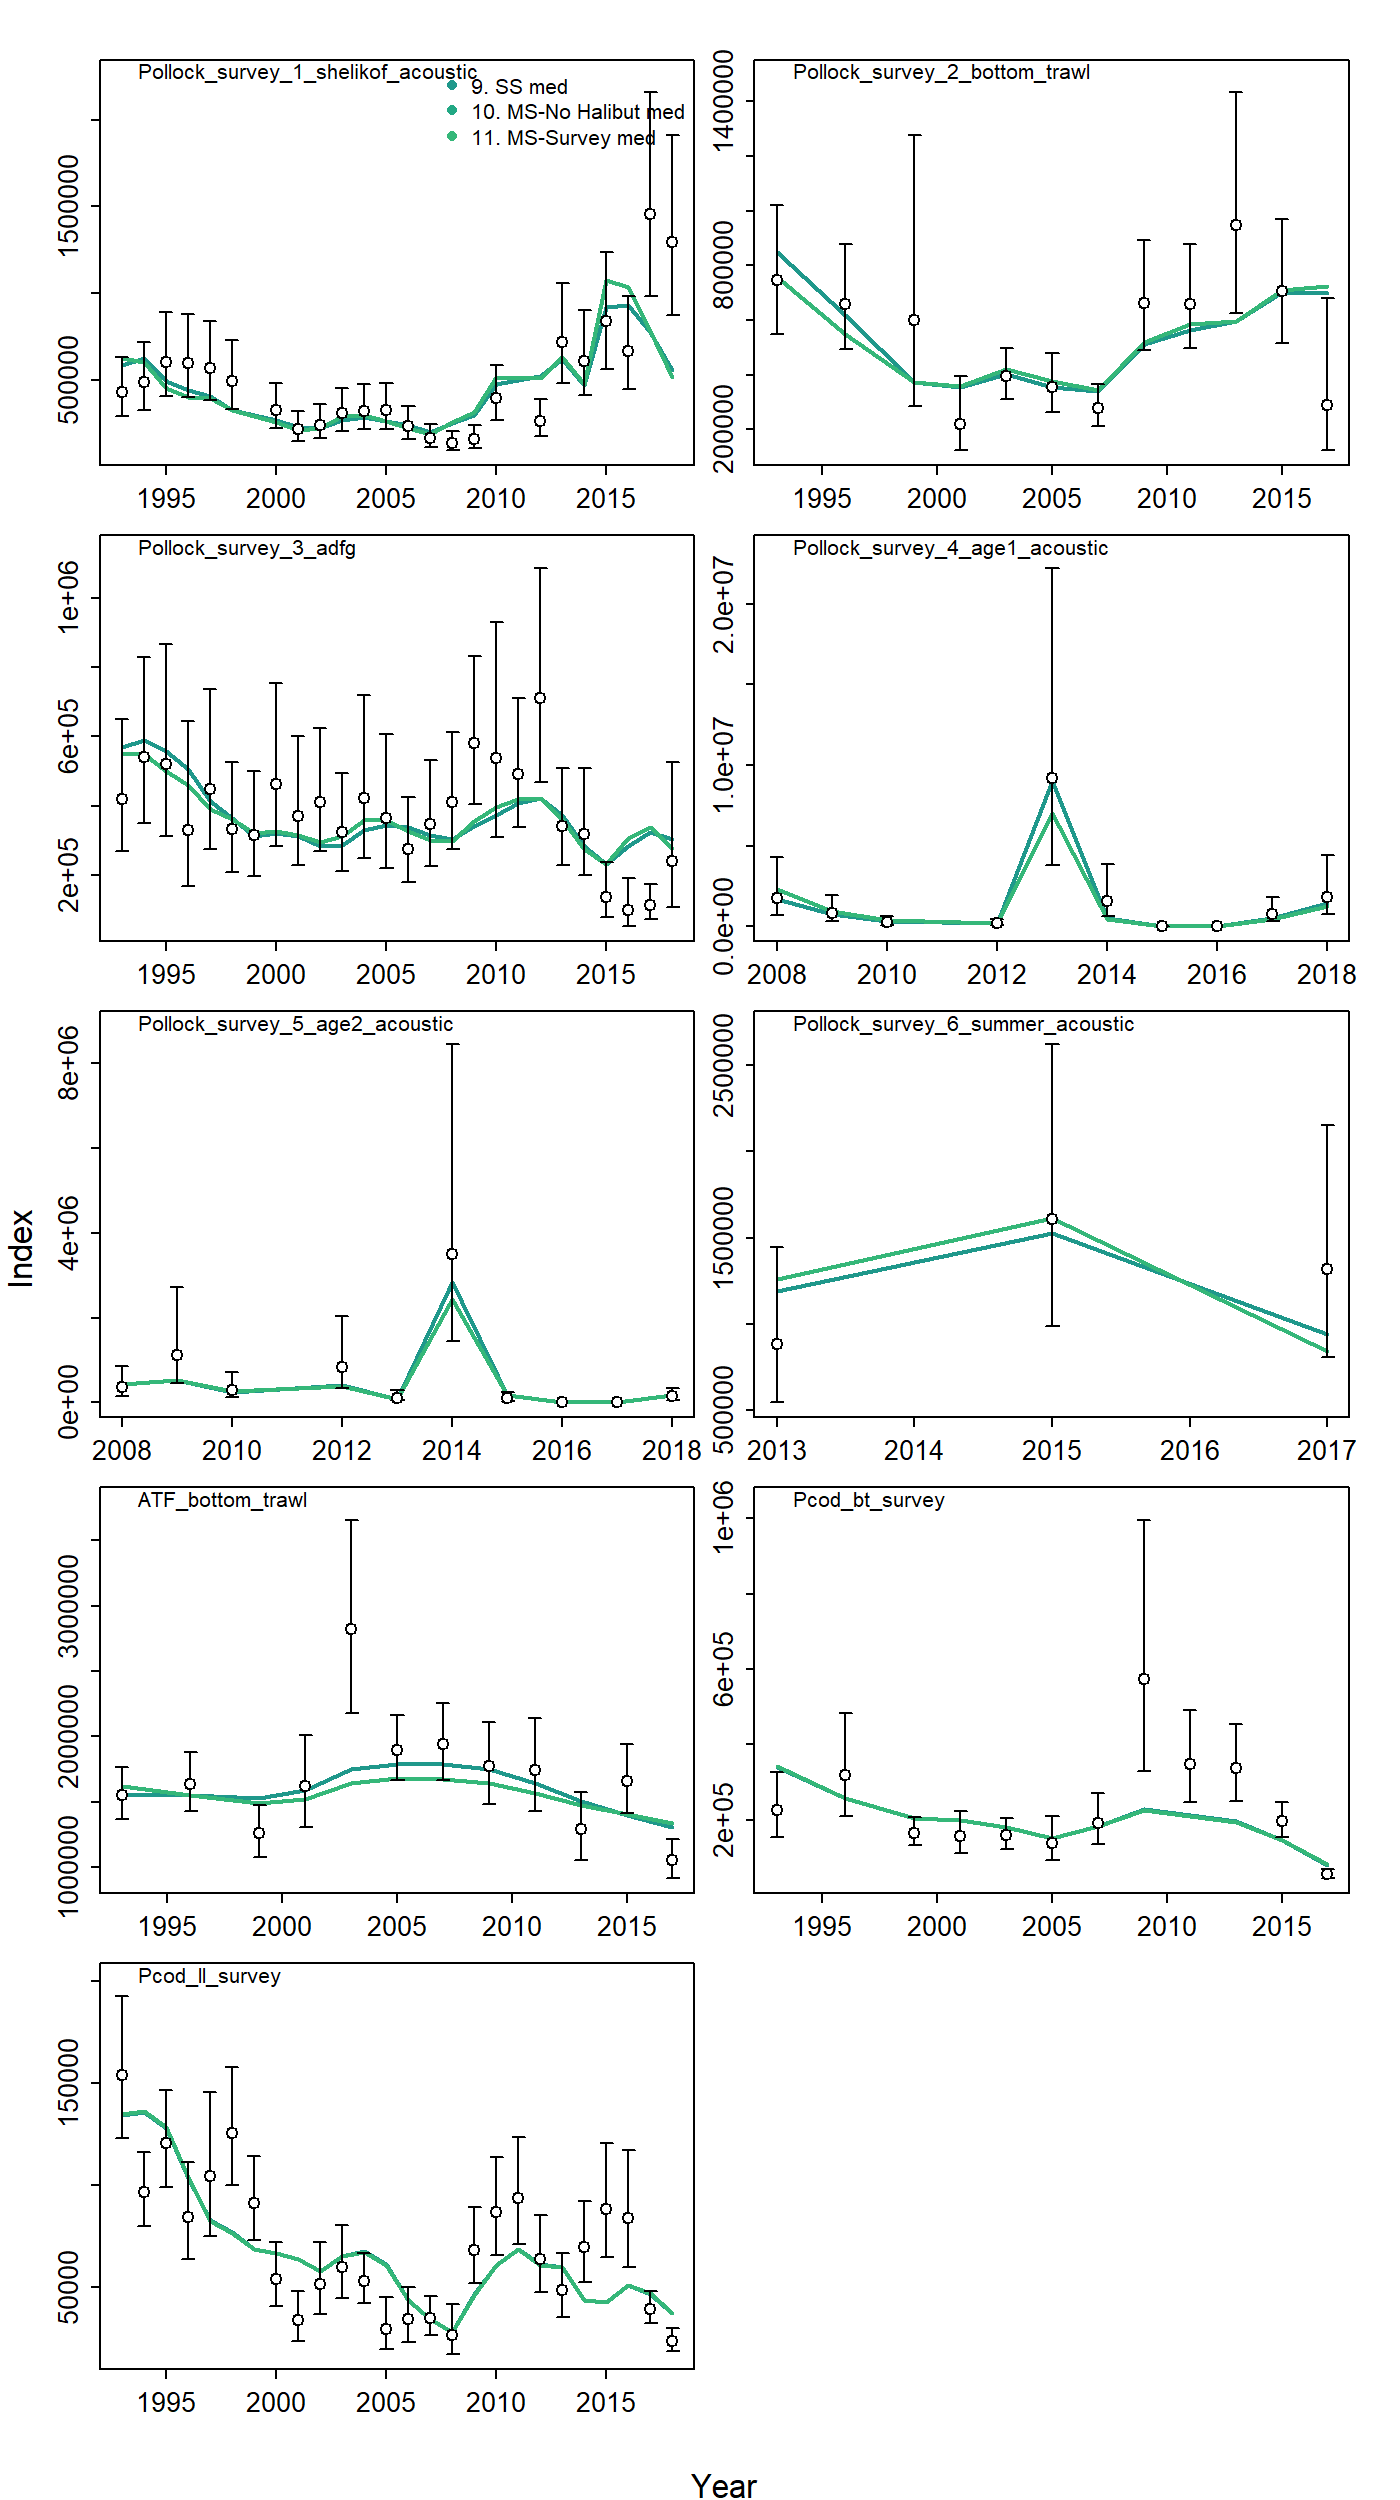 Pollock_survey_1_shelikof_acoustic
9. SS med
10. MS-No Halibut med
11. MS-Survey med
500000 1500000
1995 2000 2005 2010 2015
Pollock_survey_2_bottom_trawl
200000 800000 1400000
1995 2000 2005 2010 2015
Pollock_survey_3_adfg
2e+05 6e+05 1e+06
1995 2000 2005 2010 2015
Pollock_survey_4_age1_acoustic
0.0e+00 1.0e+07 2.0e+07
2008 2010 2012 2014 2016 2018
Pollock_survey_5_age2_acoustic
0e+00 4e+06 8e+06
2008 2010 2012 2014 2016 2018
Pollock_survey_6_summer_acoustic
500000 1500000 2500000
2013 2014 2015 2016 2017
Index
ATF_bottom_trawl
1000000 2000000 3000000
1995 2000 2005 2010 2015
Pcod_bt_survey
2e+05 6e+05 1e+06
1995 2000 2005 2010 2015
Pcod_ll_survey
50000 150000
1995 2000 2005 2010 2015
Year